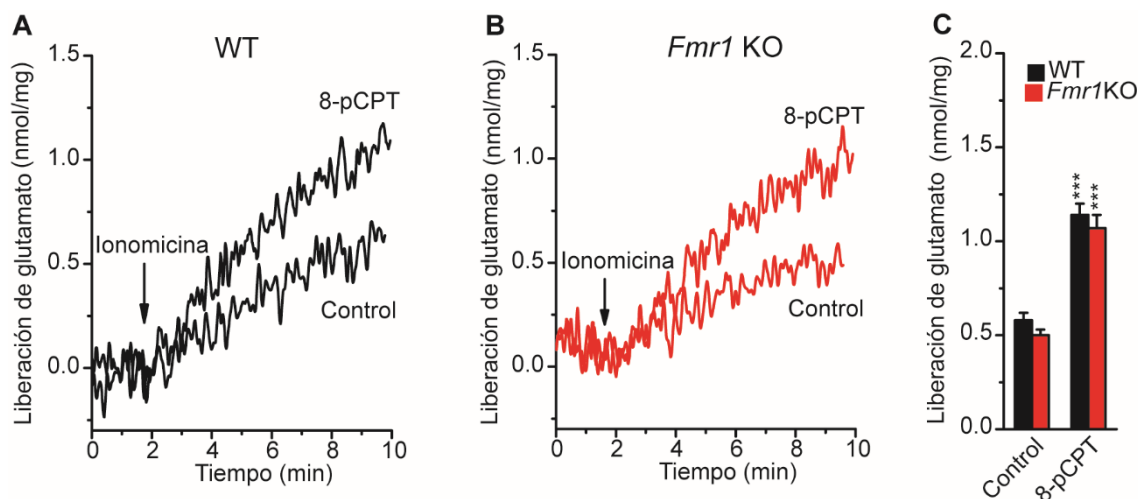 A
WT
Liberación de glutamato (nmol/mg)
1.5
1.0
0.5
0.0
8-pCPT
Ionomicina
Control
0 2 4 6 8 10
Tiempo (min)
B
Fmr1 KO
Liberación de glutamato (nmol/mg)
1.5
1.0
0.5
0.0
8-pCPT
Ionomicina
Control
0 2 4 6 8 10
Tiempo (min)
C
Liberación de glutamato (nmol/mg)
2.0
1.5
1.0
0.5
0.0
WT
Fmr1KO
***
***
Control
8-pCPT